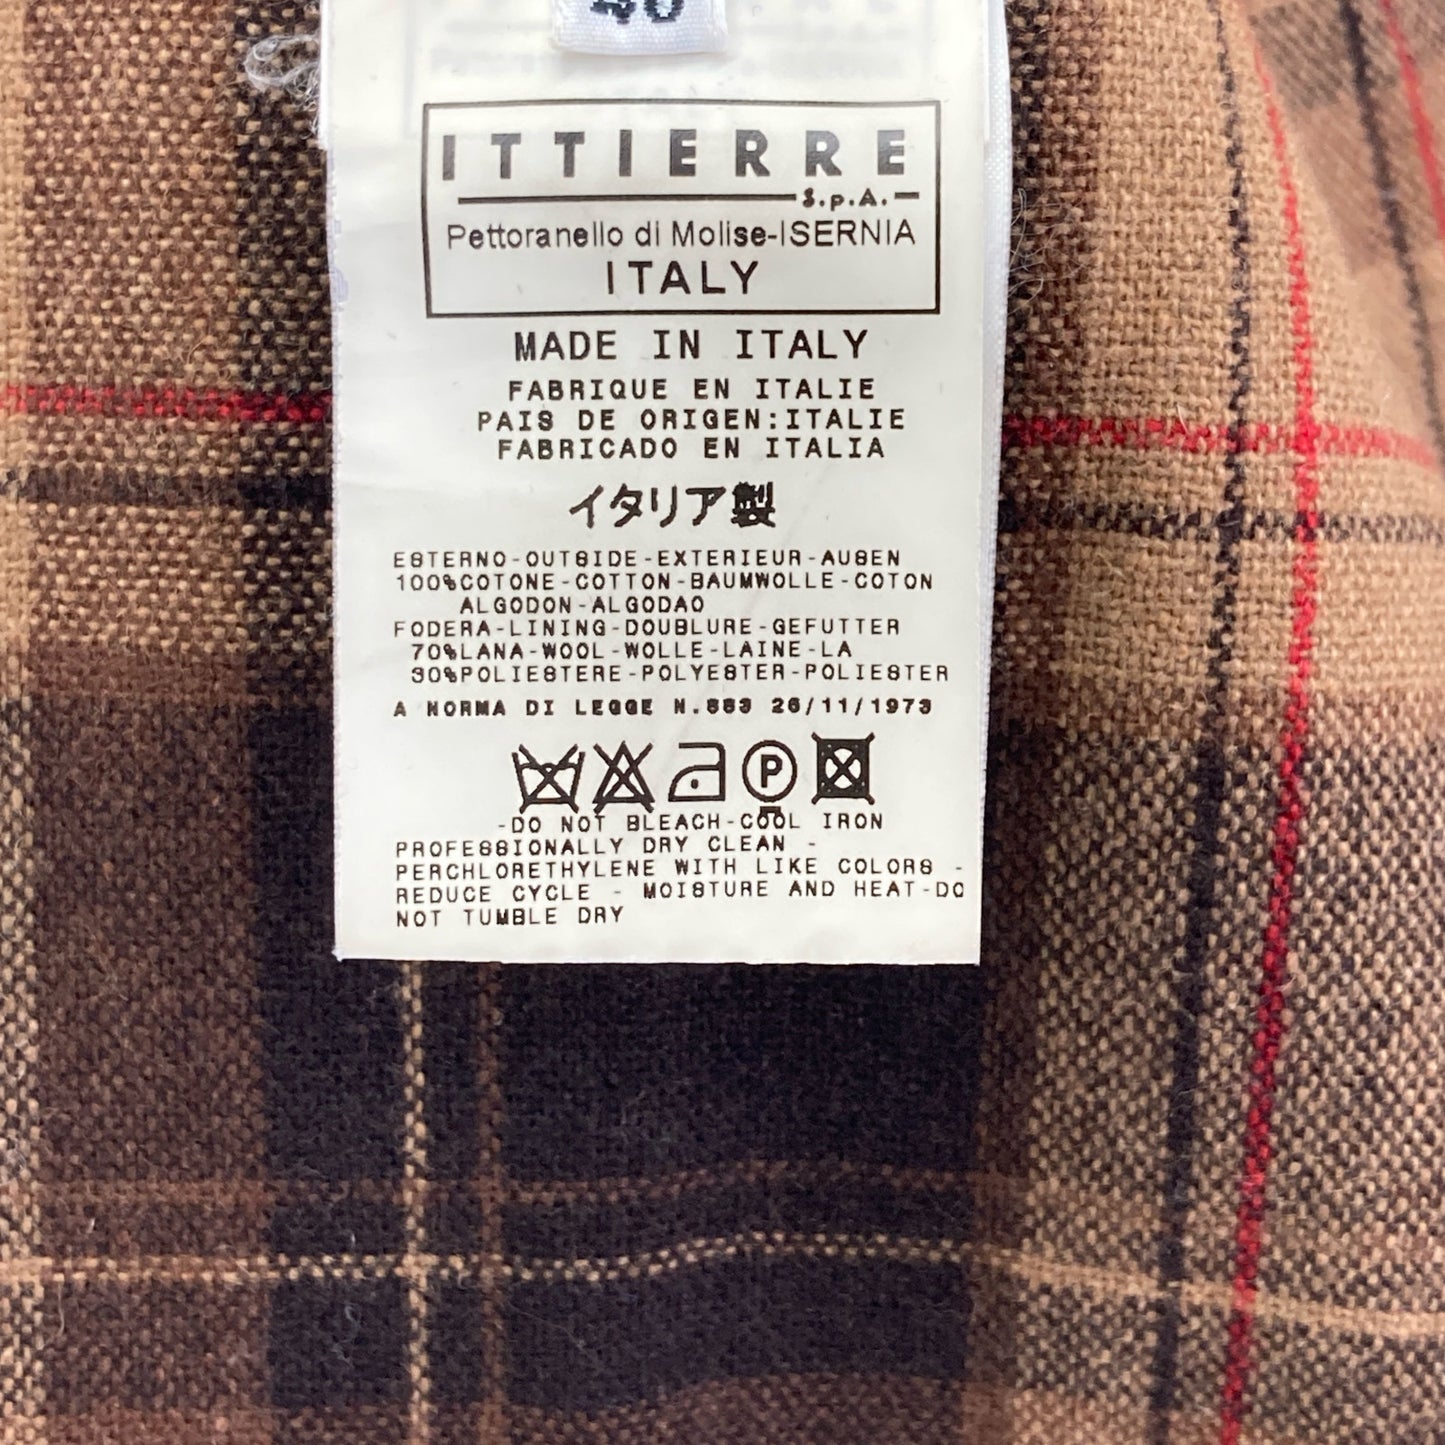 40
ITTIERRE
S.p.A.
Pettoranello di Molise-ISERNIA
ITALY
MADE IN ITALY
FABRIQUE EN ITALIE
PAIS DE ORIGEN:ITALIE
FABRICADO EN ITALIA
イタリア製
ESTERNO-OUTSIDE-EXTERIEUR-AUSEN
100%COTONE-COTTON-BAUMWOLLE-COTON
ALGODON-ALGODAO
FODERA-LINING-DOUBLURE-GEFUTTER
70%LANA-WOOL-WOLLE-LAINE-LA
30%POLIESTERE-POLYESTER-POLIESTER
A NORMA DI LEGGE N.883 26/11/1973
P
-DO NOT BLEACH-COOL IRON
PROFESSIONALLY DRY CLEAN -
PERCHLORETHYLENE WITH LIKE COLORS -
REDUCE CYCLE - MOISTURE AND HEAT-DO
NOT TUMBLE DRY